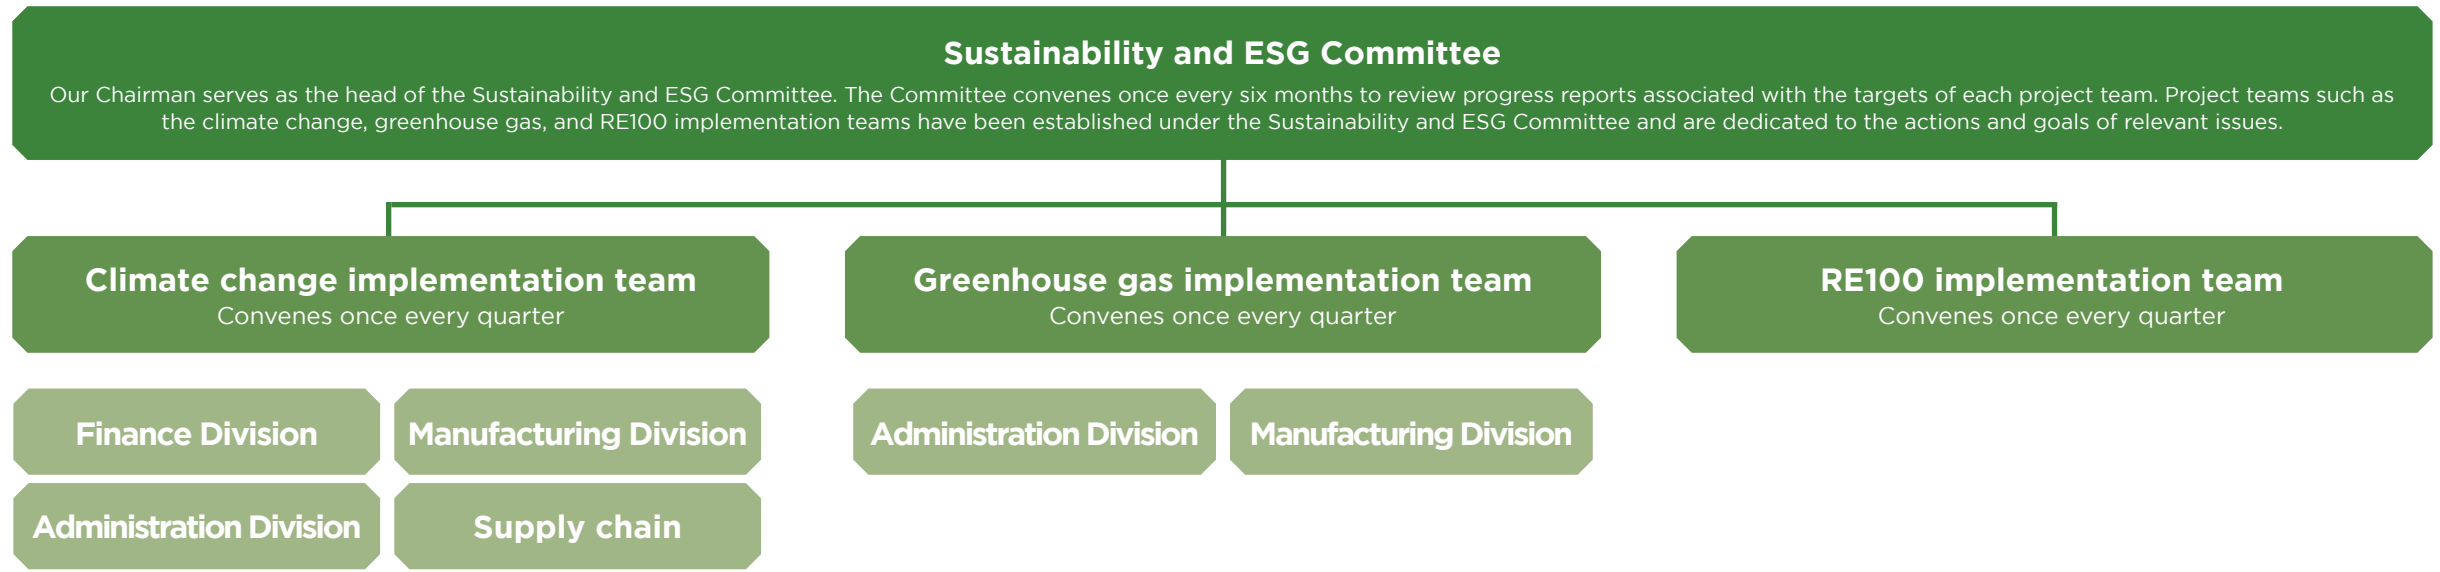 Sustainability and ESG Committee
Our Chairman serves as the head of the Sustainability and ESG Committee. The Committee convenes once every six months to review progress reports associated with the targets of each project team. Project teams such as
the climate change, greenhouse gas, and RE100 implementation teams have been established under the Sustainability and ESG Committee and are dedicated to the actions and goals of relevant issues.
Climate change implementation team
Convenes once every quarter
Greenhouse gas implementation team
Convenes once every quarter
RE100 implementation team
Convenes once every quarter
Finance Division
Manufacturing Division
Administration Division
Supply chain
Administration Division
Manufacturing Division